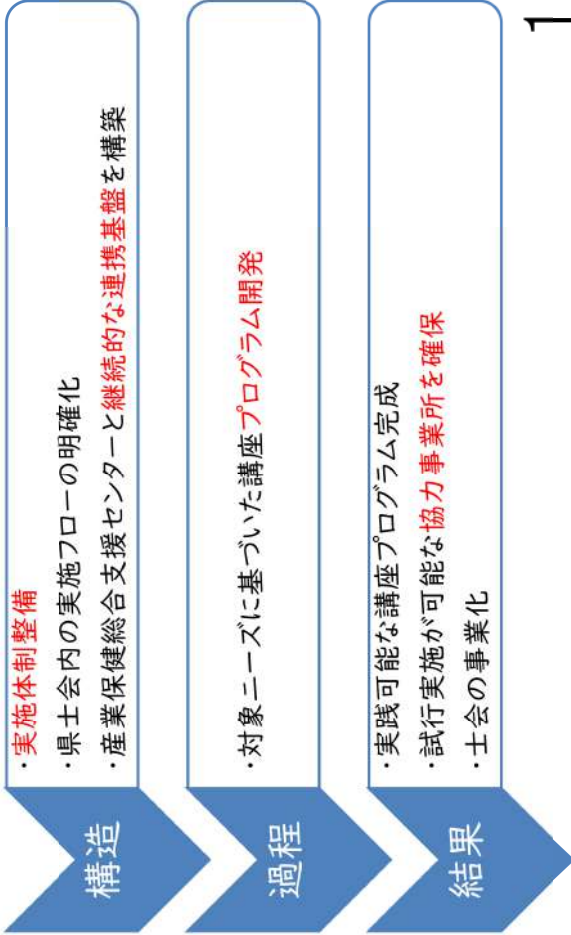 構造
・実施体制整備
・県士会内の実施フローの明確化
・産業保健総合支援センターと継続的な連携基盤を構築
過程
・対象ニーズに基づいた講座プログラム開発
結果
・実践可能な講座プログラム完成
・試行実施が可能な協力事業所を確保
・士会の事業化
1